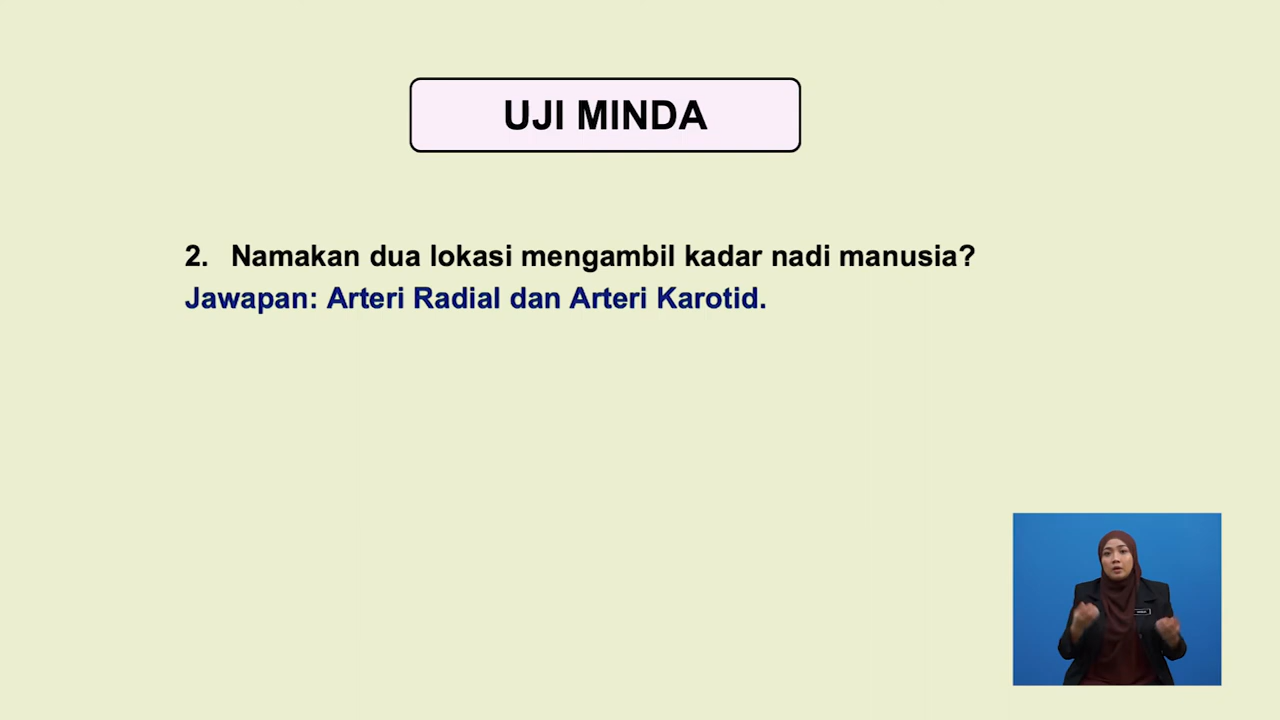 UJI MINDA
2. Namakan dua lokasi mengambil kadar nadi manusia?
Jawapan: Arteri Radial dan Arteri Karotid.